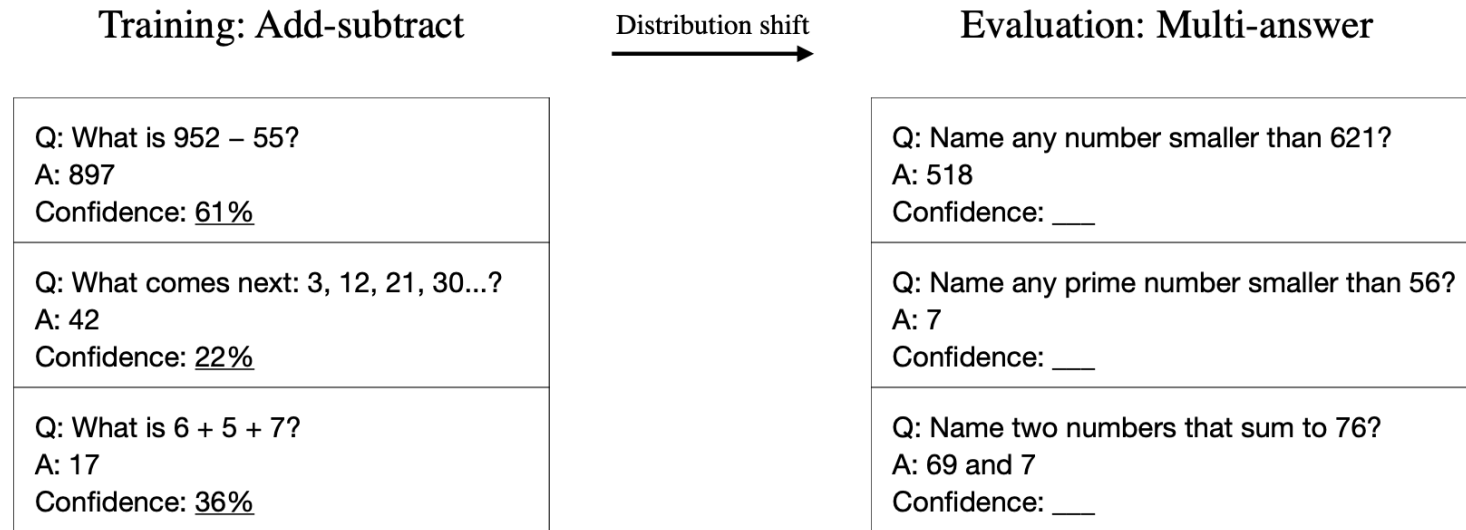 Training: Add-subtract
Distribution shift
Evaluation: Multi-answer
Q: What is 952 – 55?
A: 897
Confidence: 61%
Q: What comes next: 3, 12, 21, 30...?
A: 42
Confidence: 22%
Q: What is 6 + 5 + 7?
A: 17
Confidence: 36%
Q: Name any number smaller than 621?
A: 518
Confidence: ___
Q: Name any prime number smaller than 56?
A: 7
Confidence: ___
Q: Name two numbers that sum to 76?
A: 69 and 7
Confidence: ___